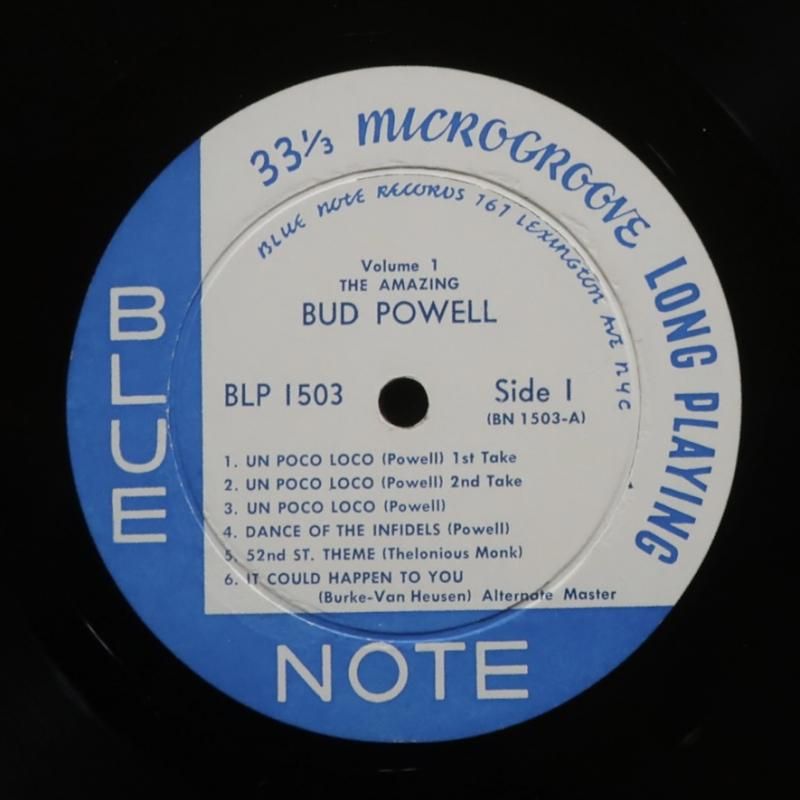 33⅓ MICROGROOVE LONG PLAYING
BLUE NOTE RECORDS 767 LEXINGTON AVE NYC
Volume 1
THE AMAZING
BUD POWELL
BLP 1503
Side 1
(BN 1503-A)
1. UN POCO LOCO (Powell) 1st Take
2. UN POCO LOCO (Powell) 2nd Take
3. UN POCO LOCO (Powell)
4. DANCE OF THE INFIDELS (Powell)
5. 52nd ST. THEME (Thelonious Monk)
6. IT COULD HAPPEN TO YOU
(Burke-Van Heusen) Alternate Master
BLUE
NOTE